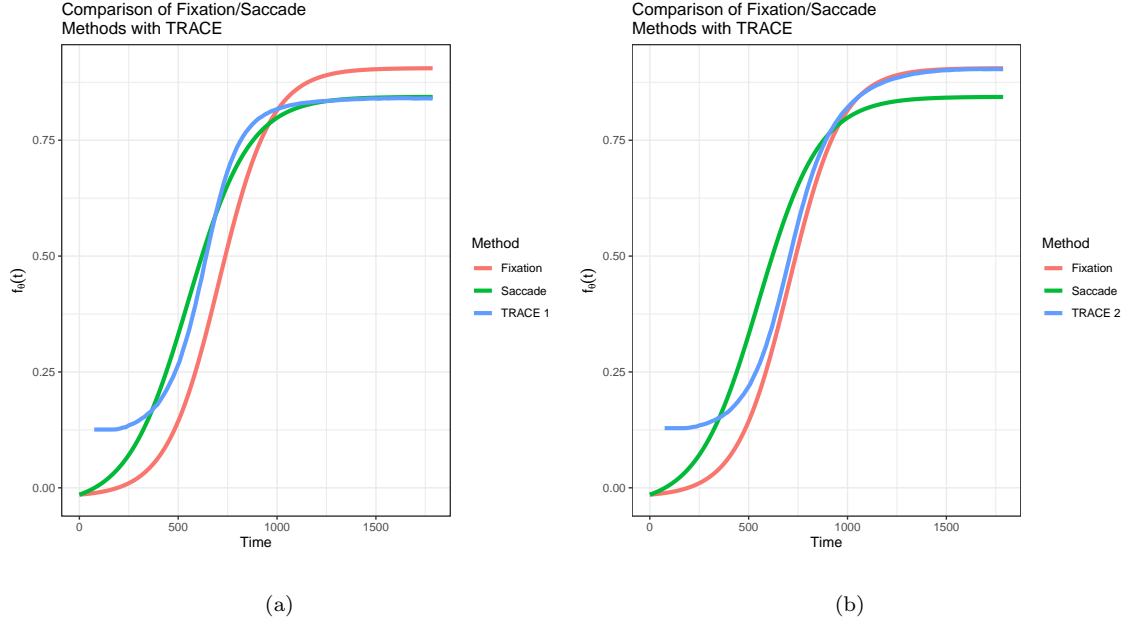 Comparison of Fixation/Saccade
Methods with TRACE
0.75
0.50
0.25
0.00
fθ(t)
0
500
1000
1500
Time
Method
Fixation
Saccade
TRACE 1
(a)
Comparison of Fixation/Saccade
Methods with TRACE
0.75
0.50
0.25
0.00
fθ(t)
0
500
1000
1500
Time
Method
Fixation
Saccade
TRACE 2
(b)